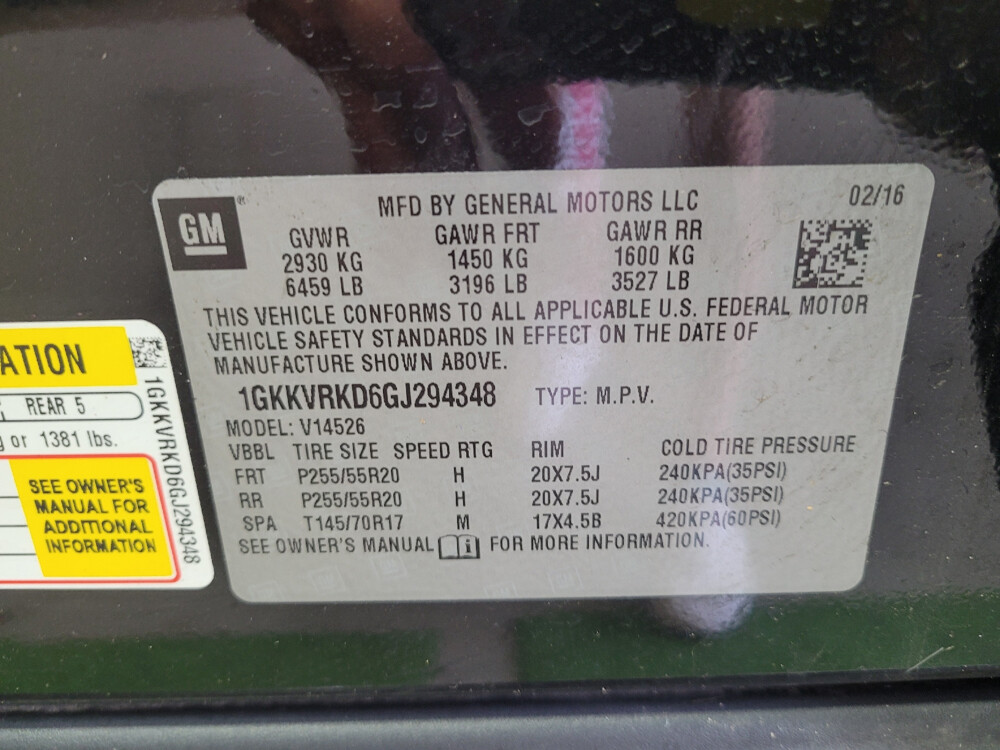 GM®
MFD BY GENERAL MOTORS LLC 02/16
GVWR GAWR FRT GAWR RR
2930 KG 1450 KG 1600 KG
6459 LB 3196 LB 3527 LB
THIS VEHICLE CONFORMS TO ALL APPLICABLE U.S. FEDERAL MOTOR
VEHICLE SAFETY STANDARDS IN EFFECT ON THE DATE OF
MANUFACTURE SHOWN ABOVE.
1GKKVRKD6GJ294348 TYPE: M.P.V.
MODEL: V14526
VBBL TIRE SIZE SPEED RTG RIM COLD TIRE PRESSURE
FRT P255/55R20 H 20X7.5J 240KPA(35PSI)
RR P255/55R20 H 20X7.5J 240KPA(35PSI)
SPA T145/70R17 M 17X4.5B 420KPA(60PSI)
SEE OWNER'S MANUAL FOR MORE INFORMATION.
ATION
REAR 5
or 1381 lbs.
SEE OWNER'S
MANUAL FOR
ADDITIONAL
INFORMATION
1GKKVRKD6GJ294348